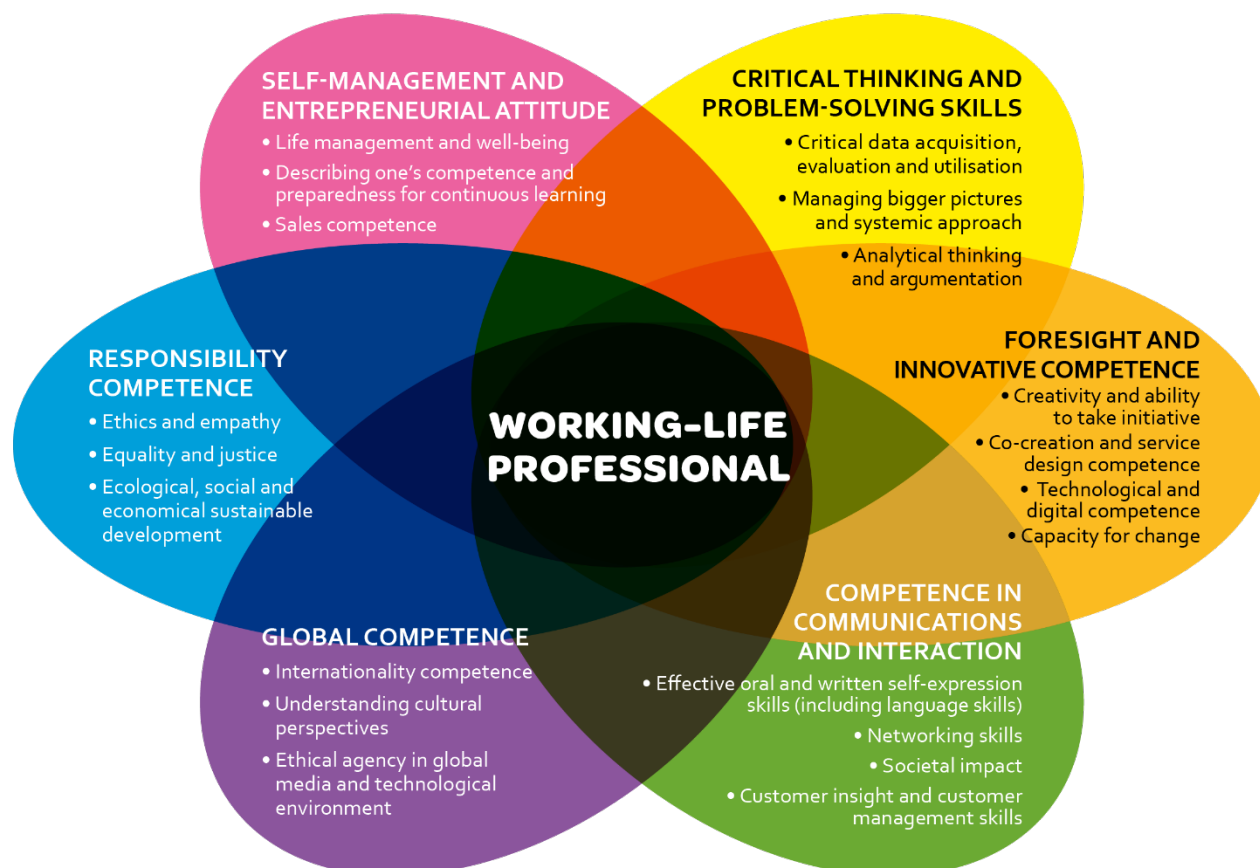 SELF-MANAGEMENT AND
ENTREPRENEURIAL ATTITUDE
• Life management and well-being
• Describing one's competence and
preparedness for continuous learning
• Sales competence
CRITICAL THINKING AND
PROBLEM-SOLVING SKILLS
• Critical data acquisition,
evaluation and utilisation
• Managing bigger pictures
and systemic approach
• Analytical thinking
and argumentation
RESPONSIBILITY
COMPETENCE
• Ethics and empathy
• Equality and justice
• Ecological, social and
economical sustainable
development
WORKING-LIFE
PROFESSIONAL
FORESIGHT AND
INNOVATIVE COMPETENCE
• Creativity and ability
to take initiative
• Co-creation and service
design competence
• Technological and
digital competence
• Capacity for change
GLOBAL COMPETENCE
• Internationality competence
• Understanding cultural
perspectives
• Ethical agency in global
media and technological
environment
COMPETENCE IN
COMMUNICATIONS
AND INTERACTION
• Effective oral and written self-expression
skills (including language skills)
• Networking skills
• Societal impact
• Customer insight and customer
management skills